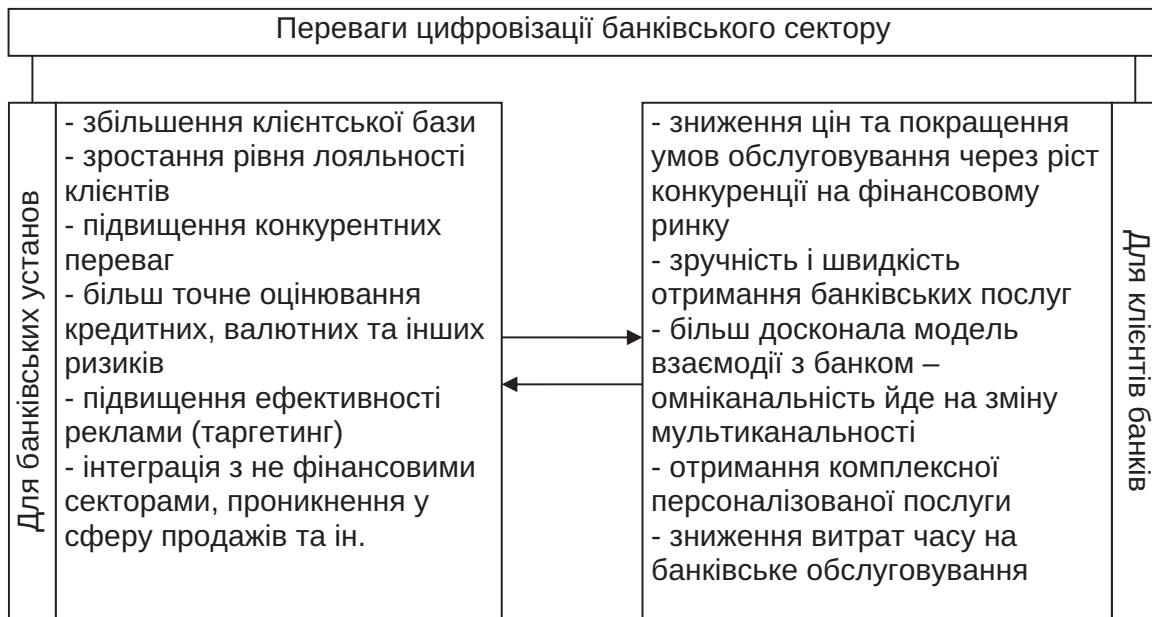 Переваги цифровізації банківського сектору
Для банківських установ
- збільшення клієнтської бази
- зростання рівня лояльності
клієнтів
- підвищення конкурентних
переваг
- більш точне оцінювання
кредитних, валютних та інших
ризиків
- підвищення ефективності
реклами (таргетинг)
- інтеграція з не фінансовими
секторами, проникнення у
сферу продажів та ін.
- зниження цін та покращення
умов обслуговування через ріст
конкуренції на фінансовому
ринку
- зручність і швидкість
отримання банківських послуг
- більш досконала модель
взаємодії з банком –
омніканальність йде на зміну
мультиканальності
- отримання комплексної
персоналізованої послуги
- зниження витрат часу на
банківське обслуговування
Для клієнтів банків